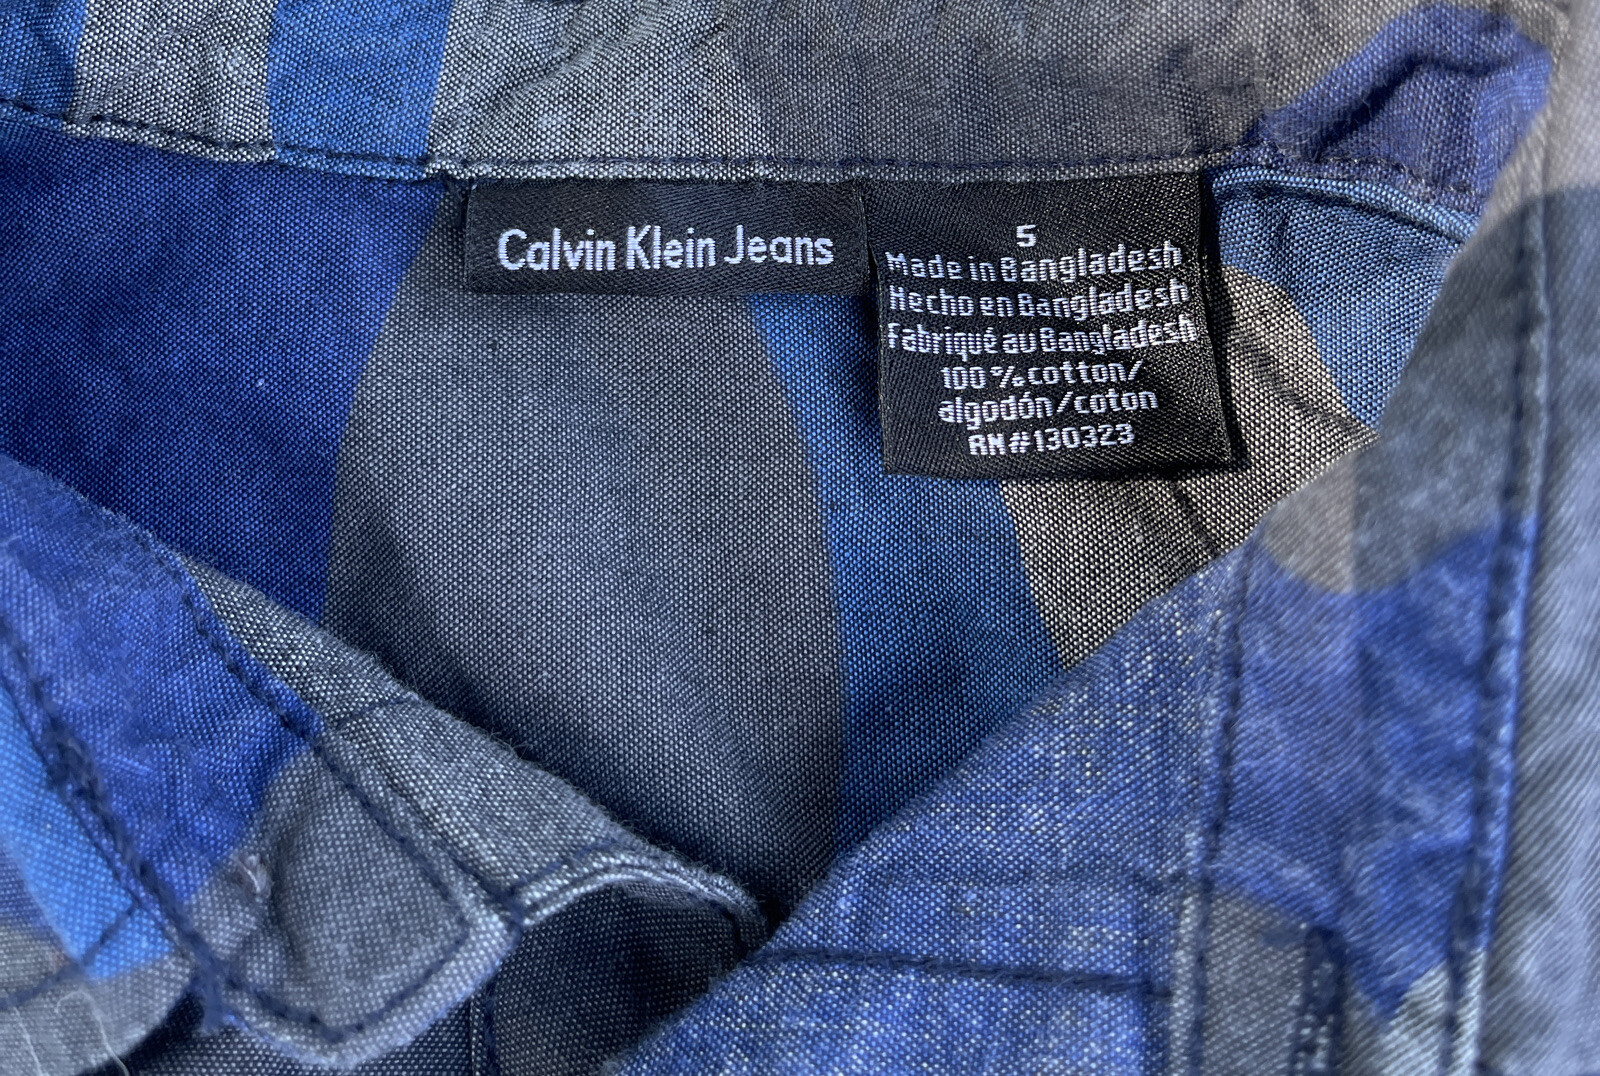 Calvin Klein Jeans
5
Made in Bangladesh
Hecho en Bangladesh
Fabriqué au Bangladesh
100 % cotton/
algodón/coton
RN#130323